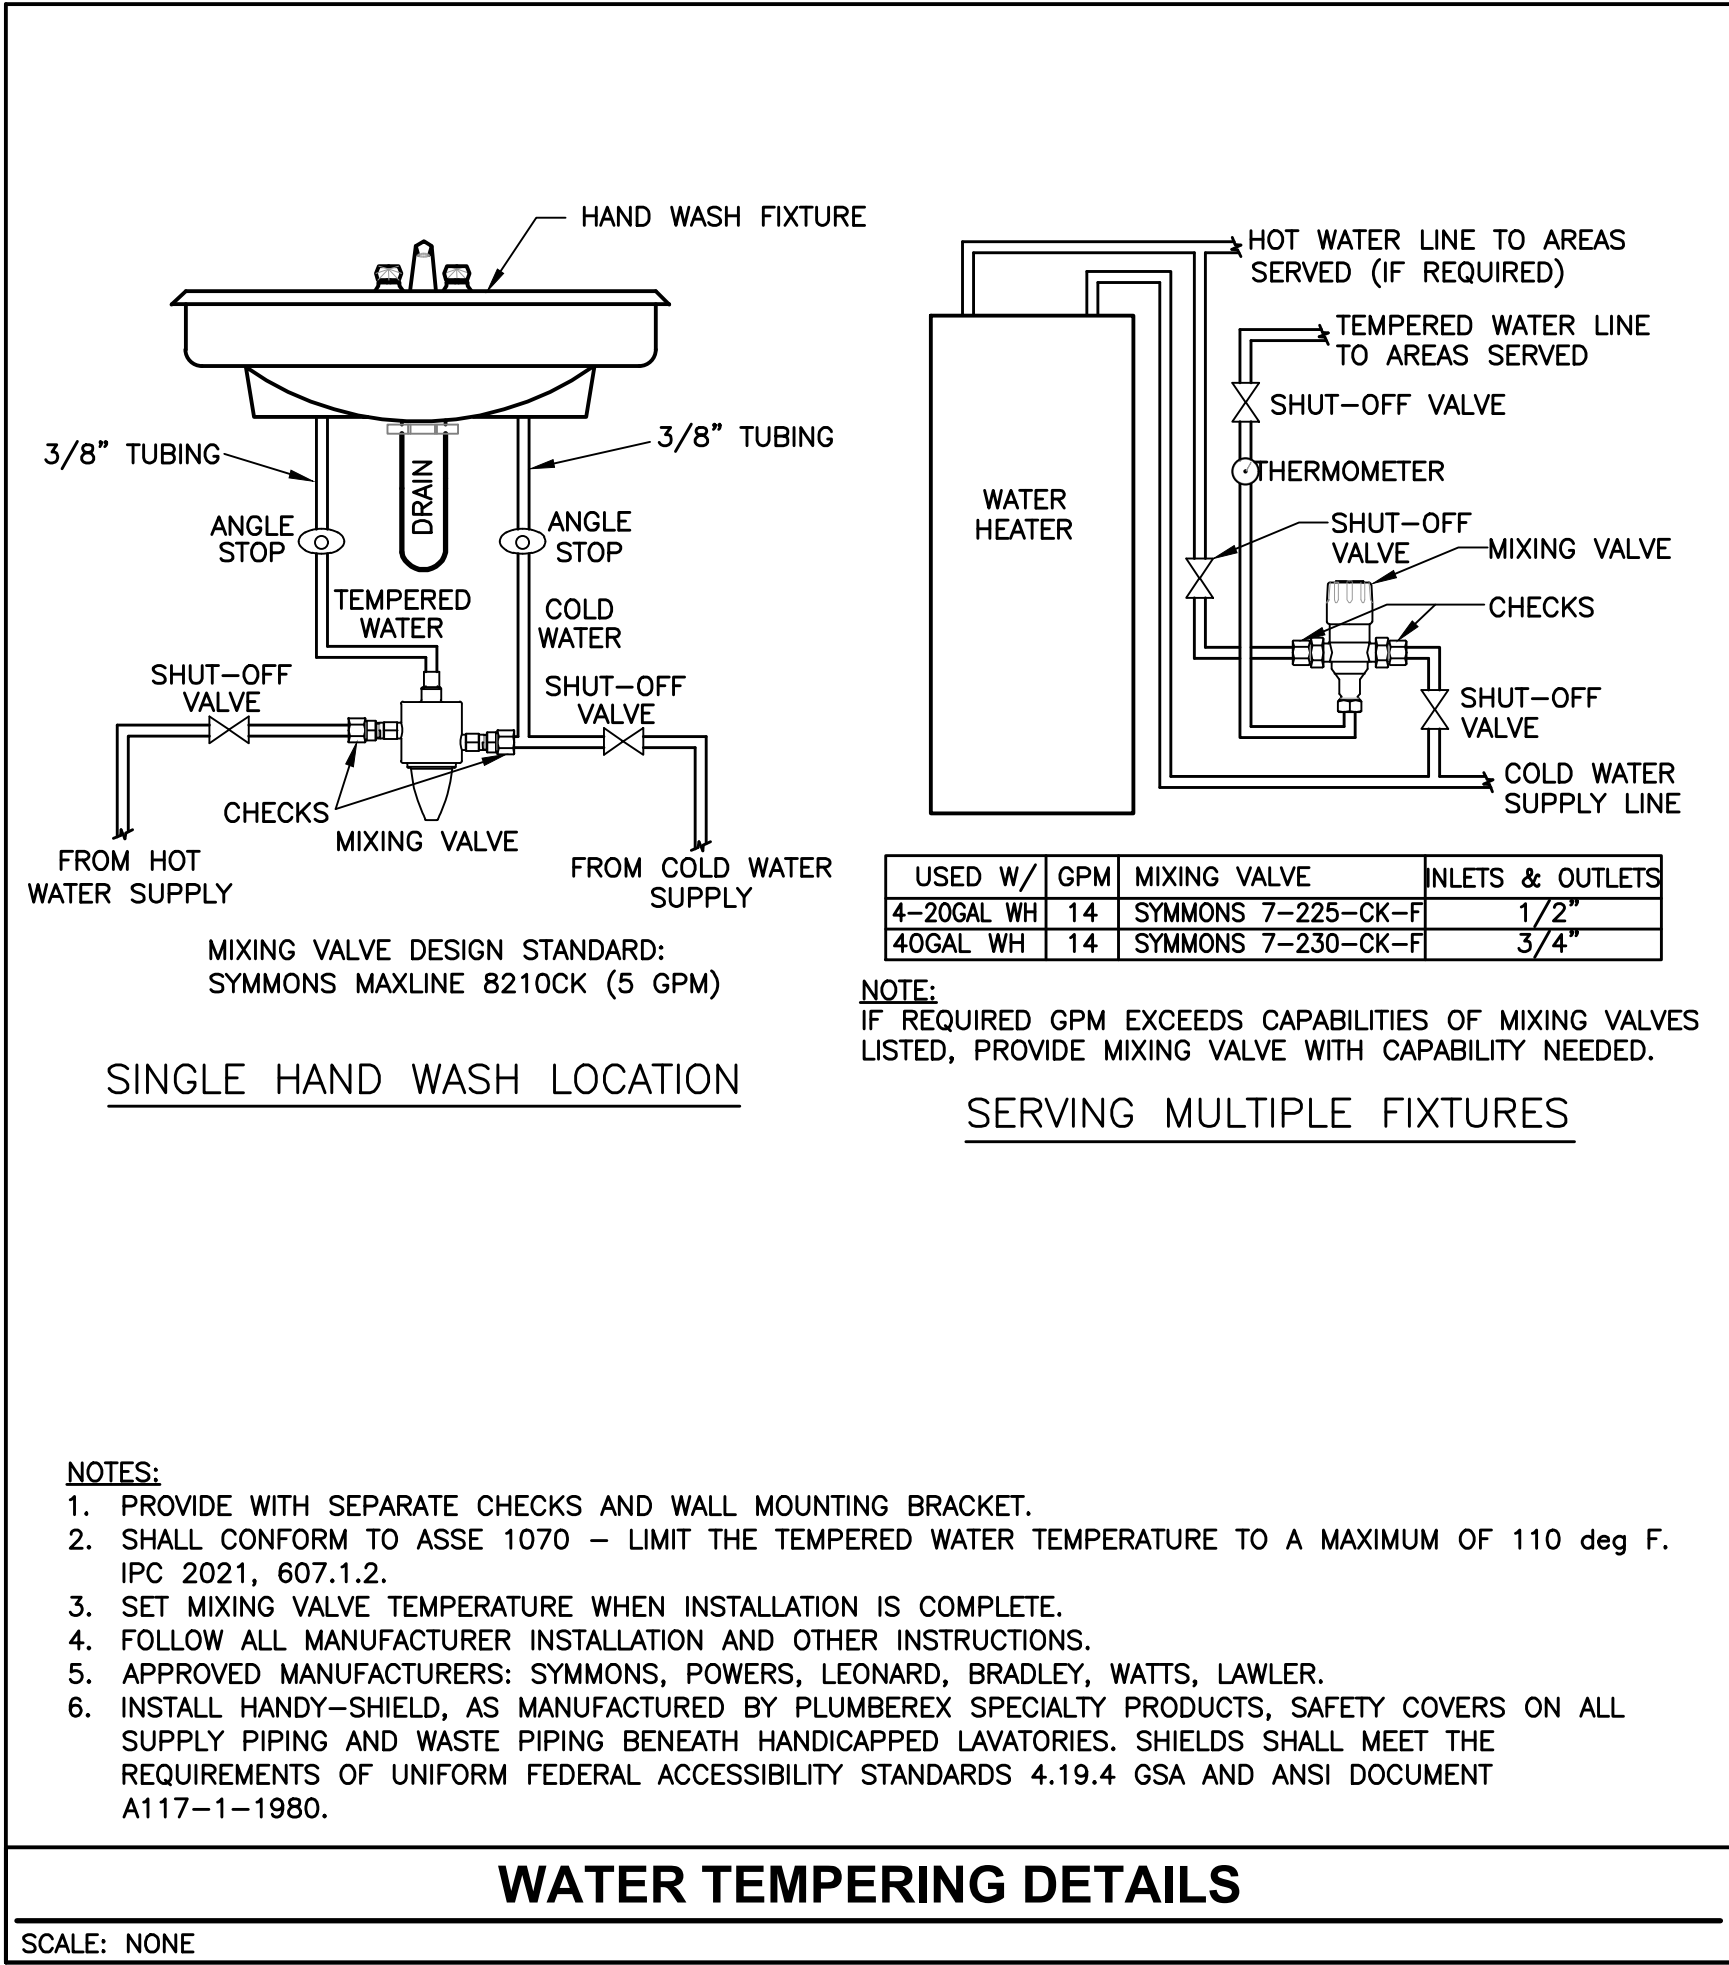 HAND WASH FIXTURE
3/8” TUBING
3/8” TUBING
DRAIN
ANGLE
STOP
ANGLE
STOP
TEMPERED
WATER
COLD
WATER
SHUT-OFF
VALVE
SHUT-OFF
VALVE
CHECKS
MIXING VALVE
FROM HOT
WATER SUPPLY
FROM COLD WATER
SUPPLY
MIXING VALVE DESIGN STANDARD:
SYMMONS MAXLINE 8210CK (5 GPM)
SINGLE HAND WASH LOCATION
HOT WATER LINE TO AREAS
SERVED (IF REQUIRED)
TEMPERED WATER LINE
TO AREAS SERVED
SHUT-OFF VALVE
THERMOMETER
WATER
HEATER
SHUT-OFF
VALVE
MIXING VALVE
CHECKS
SHUT-OFF
VALVE
COLD WATER
SUPPLY LINE
USED W/ GPM MIXING VALVE INLETS & OUTLETS
4-20GAL WH 14 SYMMONS 7-225-CK-F 1/2”
40GAL WH 14 SYMMONS 7-230-CK-F 3/4”
NOTE:
IF REQUIRED GPM EXCEEDS CAPABILITIES OF MIXING VALVES
LISTED, PROVIDE MIXING VALVE WITH CAPABILITY NEEDED.
SERVING MULTIPLE FIXTURES
NOTES:
1. PROVIDE WITH SEPARATE CHECKS AND WALL MOUNTING BRACKET.
2. SHALL CONFORM TO ASSE 1070 – LIMIT THE TEMPERED WATER TEMPERATURE TO A MAXIMUM OF 110 deg F.
IPC 2021, 607.1.2.
3. SET MIXING VALVE TEMPERATURE WHEN INSTALLATION IS COMPLETE.
4. FOLLOW ALL MANUFACTURER INSTALLATION AND OTHER INSTRUCTIONS.
5. APPROVED MANUFACTURERS: SYMMONS, POWERS, LEONARD, BRADLEY, WATTS, LAWLER.
6. INSTALL HANDY-SHIELD, AS MANUFACTURED BY PLUMBEREX SPECIALTY PRODUCTS, SAFETY COVERS ON ALL
SUPPLY PIPING AND WASTE PIPING BENEATH HANDICAPPED LAVATORIES. SHIELDS SHALL MEET THE
REQUIREMENTS OF UNIFORM FEDERAL ACCESSIBILITY STANDARDS 4.19.4 GSA AND ANSI DOCUMENT
A117-1-1980.
WATER TEMPERING DETAILS
SCALE: NONE